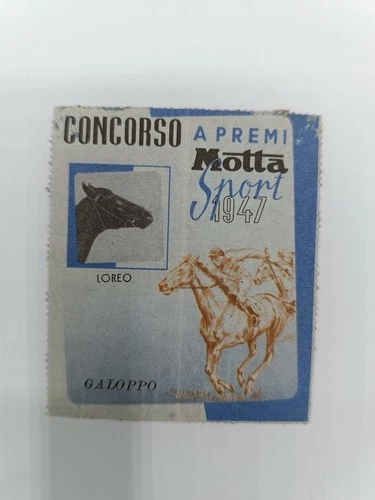 CONCORSO A PREMI
Motta
Sport
1947
LOREO
GALOPPO